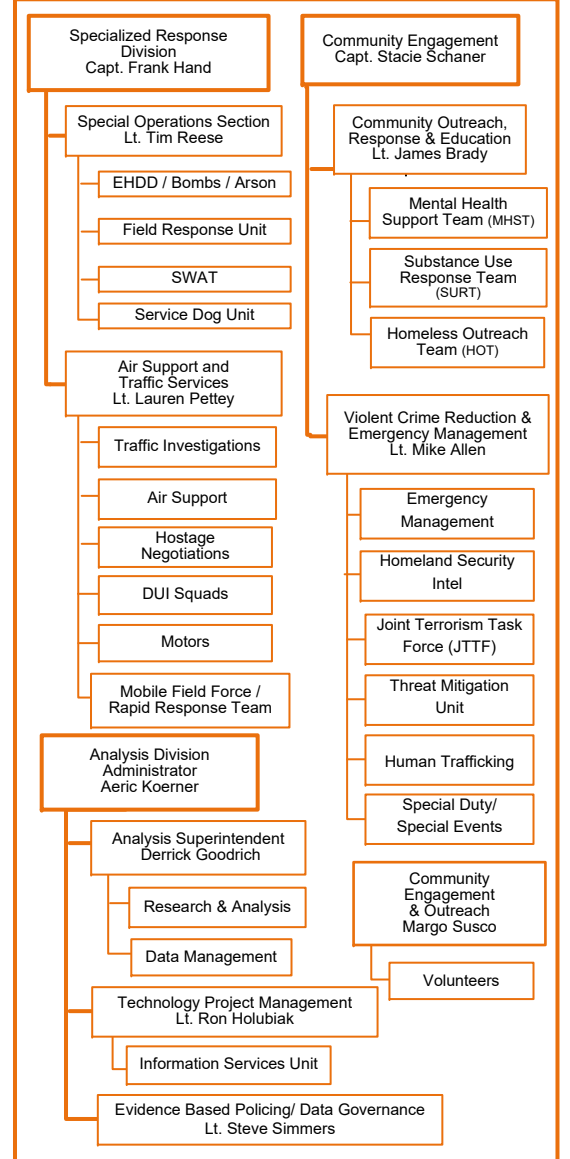 Specialized Response
Division
Capt. Frank Hand
Special Operations Section
Lt. Tim Reese
EHDD / Bombs / Arson
Field Response Unit
SWAT
Service Dog Unit
Air Support and
Traffic Services
Lt. Lauren Pettey
Traffic Investigations
Air Support
Hostage
Negotiations
DUI Squads
Motors
Mobile Field Force /
Rapid Response Team
Analysis Division
Administrator
Aeric Koerner
Analysis Superintendent
Derrick Goodrich
Research & Analysis
Data Management
Technology Project Management
Lt. Ron Holubiak
Information Services Unit
Evidence Based Policing/ Data Governance
Lt. Steve Simmers
Community Engagement
Capt. Stacie Schaner
Community Outreach,
Response & Education
Lt. James Brady
Mental Health
Support Team (MHST)
Substance Use
Response Team
(SURT)
Homeless Outreach
Team (HOT)
Violent Crime Reduction &
Emergency Management
Lt. Mike Allen
Emergency
Management
Homeland Security
Intel
Joint Terrorism Task
Force (JTTF)
Threat Mitigation
Unit
Human Trafficking
Special Duty/
Special Events
Community
Engagement
& Outreach
Margo Susco
Volunteers